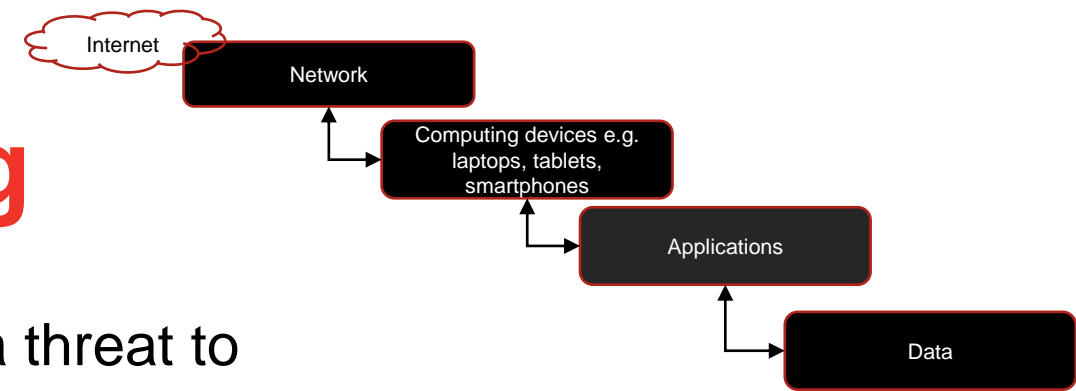 Internet
Network
Computing devices e.g.
laptops, tablets,
smartphones
g
Applications
a threat to
Data